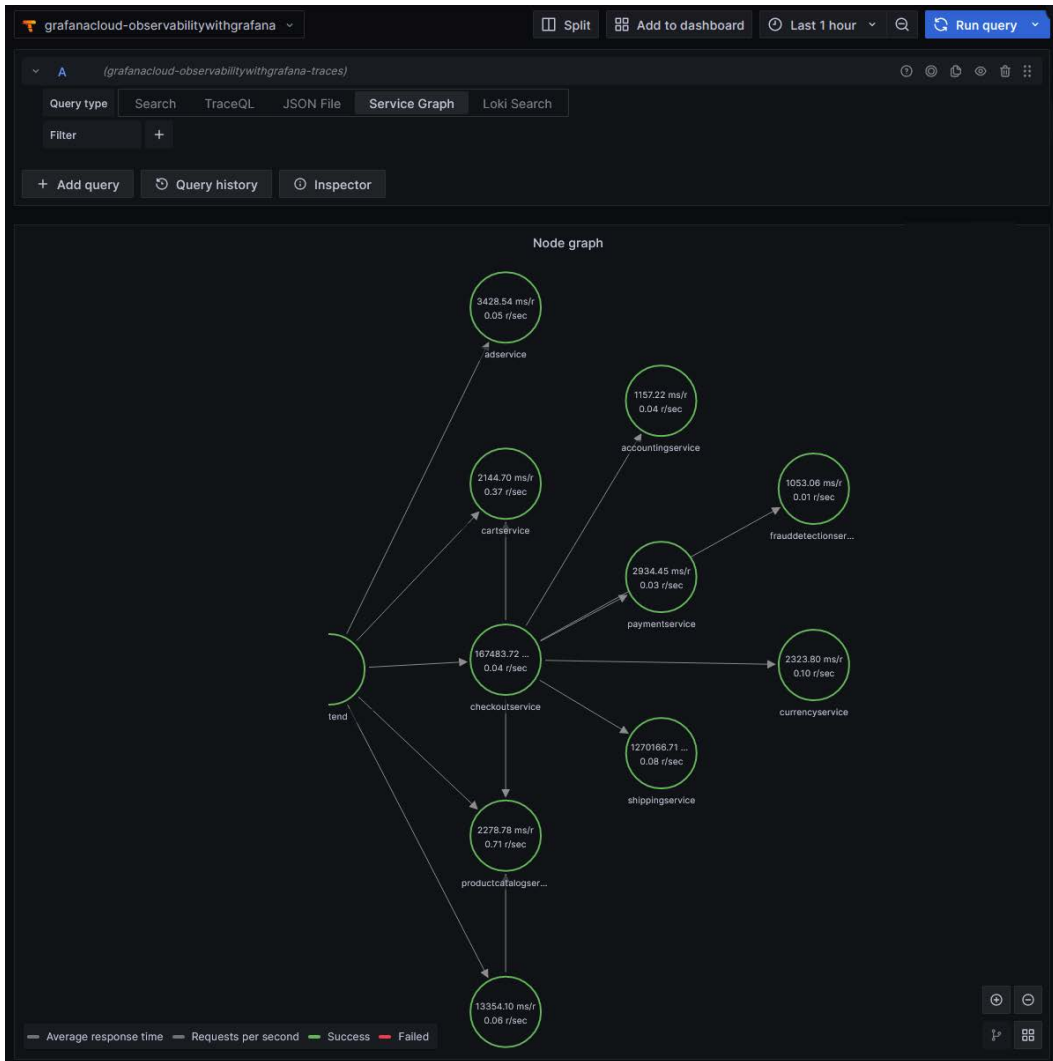 grafanacloud-observabilitywithgrafana
Split
Add to dashboard
Last 1 hour
Run query
A (grafanacloud-observabilitywithgrafana-traces)
Query type Search TraceQL JSON File Service Graph Loki Search
Filter +
+ Add query
Query history
Inspector
Node graph
3428.54 ms/r
0.05 r/sec
adservice
1157.22 ms/r
0.04 r/sec
accountingservice
2144.70 ms/r
0.37 r/sec
cartservice
1053.06 ms/r
0.01 r/sec
frauddetectionser...
2934.45 ms/r
0.03 r/sec
paymentservice
167483.72 ...
0.04 r/sec
checkoutservice
2323.80 ms/r
0.10 r/sec
currencyservice
tend
1270166.71 ...
0.08 r/sec
shippingservice
2278.78 ms/r
0.71 r/sec
productcatalogser...
13354.10 ms/r
0.06 r/sec
Average response time Requests per second Success Failed